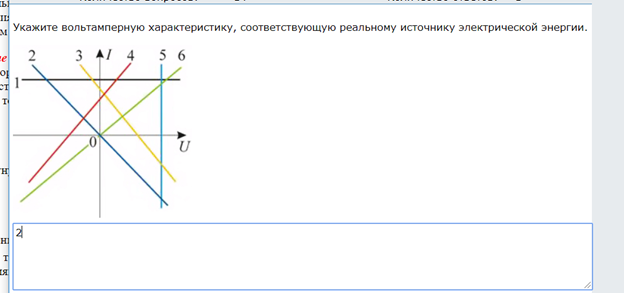 Укажите вольтамперную характеристику, соответствующую реальному источнику электрической энергии.
2 3 I 4 5 6
1
0
U
2